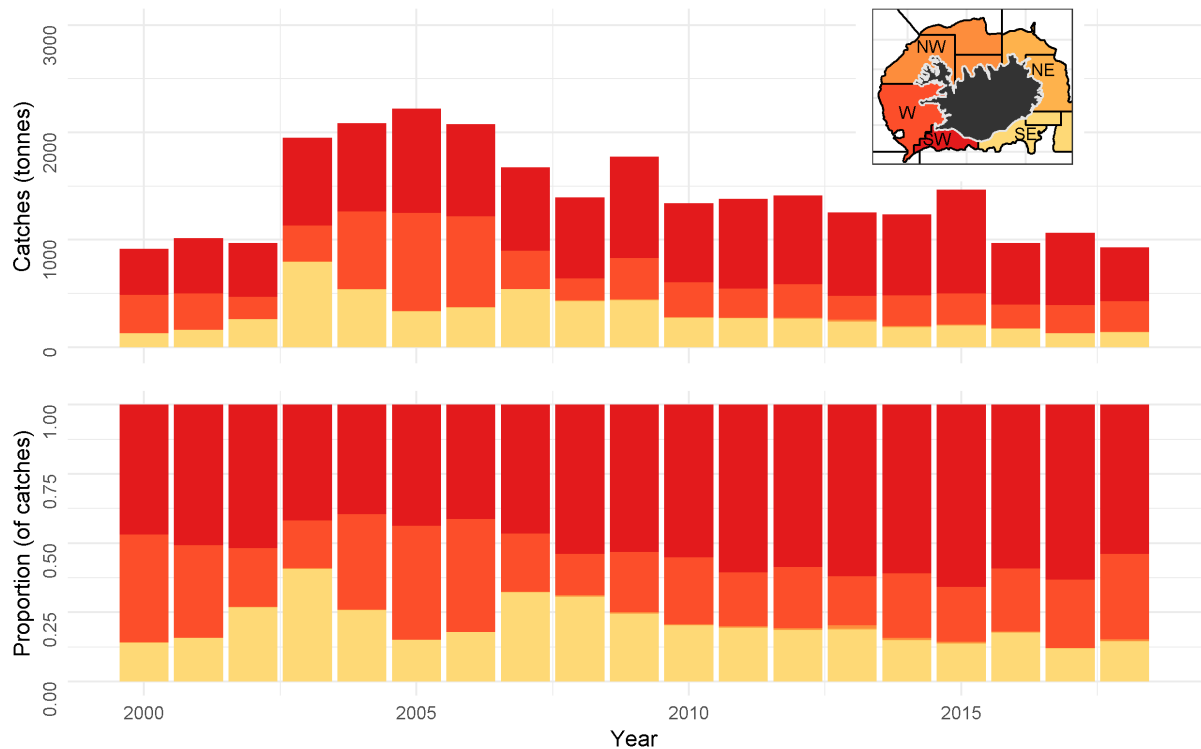 Catches (tonnes)
3000
2000
1000
0
NW
NE
W
SW
SE
Proportion (of catches)
1.00
0.75
0.50
0.25
0.00
2000
2005
2010
2015
Year